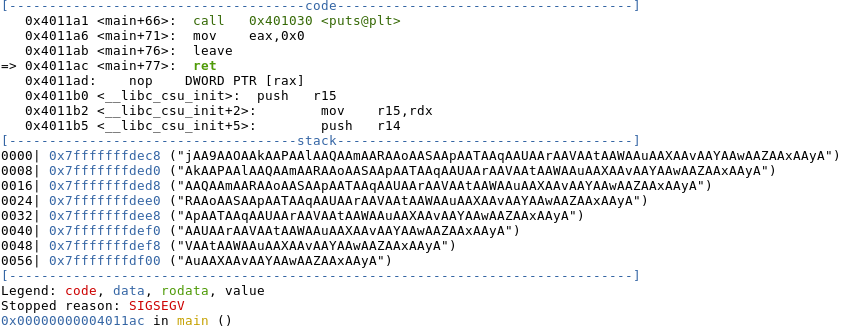 [-------------------------------------code-------------------------------------]
   0x4011a1 <main+66>:	call   0x401030 <puts@plt>
   0x4011a6 <main+71>:	mov    eax,0x0
   0x4011ab <main+76>:	leave
=> 0x4011ac <main+77>:	ret
   0x4011ad:	nop    DWORD PTR [rax]
   0x4011b0 <__libc_csu_init>:	push   r15
   0x4011b2 <__libc_csu_init+2>:	mov    r15,rdx
   0x4011b5 <__libc_csu_init+5>:	push   r14
[------------------------------------stack-------------------------------------]
0000| 0x7fffffffdec8 ("jAA9AAOAAkAAPAAlAAQAAmAARAAoAASAApAATAAqAAUAArAAVAAtAAWAAuAAXAAvAAYAAwAAZAAxAAyA")
0008| 0x7fffffffded0 ("AkAAPAAlAAQAAmAARAAoAASAApAATAAqAAUAArAAVAAtAAWAAuAAXAAvAAYAAwAAZAAxAAyA")
0016| 0x7fffffffded8 ("AAQAAmAARAAoAASAApAATAAqAAUAArAAVAAtAAWAAuAAXAAvAAYAAwAAZAAxAAyA")
0024| 0x7fffffffdee0 ("RAAoAASAApAATAAqAAUAArAAVAAtAAWAAuAAXAAvAAYAAwAAZAAxAAyA")
0032| 0x7fffffffdee8 ("ApAATAAqAAUAArAAVAAtAAWAAuAAXAAvAAYAAwAAZAAxAAyA")
0040| 0x7fffffffdef0 ("AAUAArAAVAAtAAWAAuAAXAAvAAYAAwAAZAAxAAyA")
0048| 0x7fffffffdef8 ("VAAtAAWAAuAAXAAvAAYAAwAAZAAxAAyA")
0056| 0x7fffffffdf00 ("AuAAXAAvAAYAAwAAZAAxAAyA")
[------------------------------------------------------------------------------]
Legend: code, data, rodata, value
Stopped reason: SIGSEGV
0x00000000004011ac in main ()